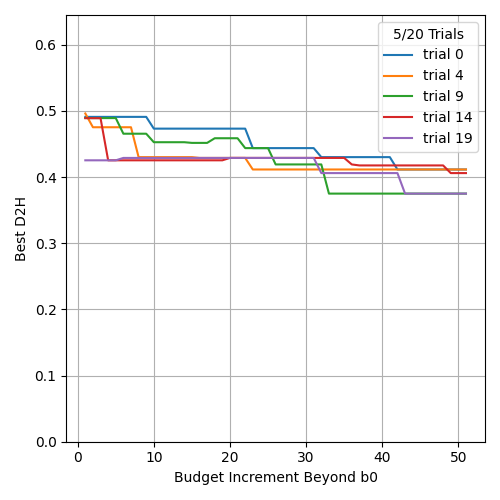 5/20 Trials
trial 0
trial 4
trial 9
trial 14
trial 19
0.6
0.5
0.4
0.3
0.2
0.1
0.0
Best D2H
0 10 20 30 40 50
Budget Increment Beyond b0